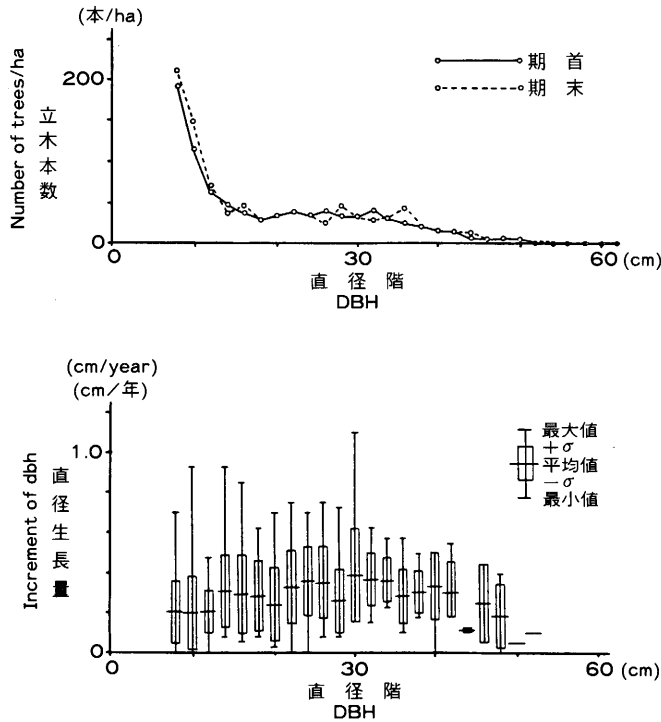 (本/ha)
200
0
Number of trees/ha
立木本数
期首
期末
0
30
60 (cm)
直径階
DBH
(cm/year)
(cm/年)
1.0
0
Increment of dbh
直径生長量
最大値
+σ
平均値
−σ
最小値
0
30
60 (cm)
直径階
DBH